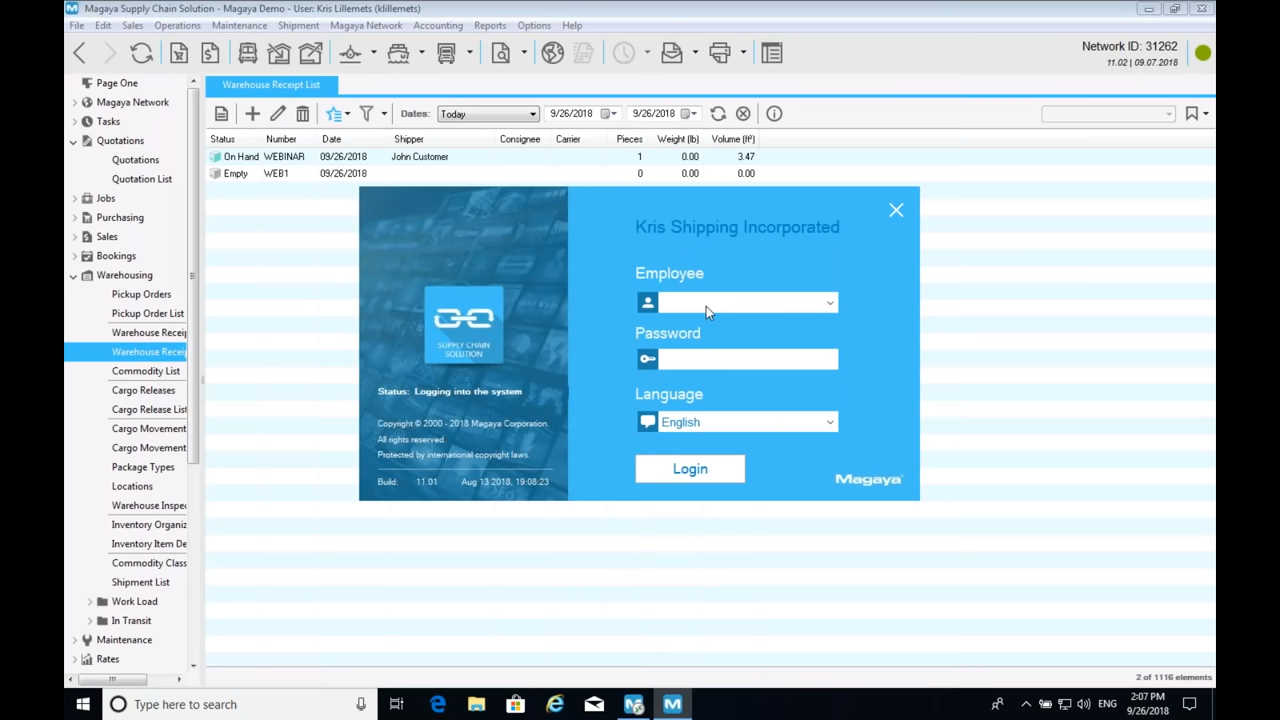 Magaya Supply Chain Solution - Magaya Demo - User: Kris Lillemets (klillemets)
File Edit Sales Operations Maintenance Shipment Magaya Network Accounting Reports Options Help
Network ID: 31262
11.02 | 09.07.2018
Page One
Magaya Network
Tasks
Quotations
Quotations
Quotation List
Jobs
Purchasing
Sales
Bookings
Warehousing
Pickup Orders
Pickup Order List
Warehouse Receip
Warehouse Receip
Commodity List
Cargo Releases
Cargo Release List
Cargo Movement
Cargo Movement
Package Types
Locations
Warehouse Inspec
Inventory Organiz
Inventory Item De
Commodity Class
Shipment List
Work Load
In Transit
Maintenance
Rates
Warehouse Receipt List
Dates: Today 9/26/2018 9/26/2018
Status Number Date Shipper Consignee Carrier Pieces Weight (lb) Volume (ft³)
On Hand WEBINAR 09/26/2018 John Customer 1 0.00 3.47
Empty WEB1 09/26/2018 0 0.00 0.00
SUPPLY CHAIN
SOLUTION
Status: Logging into the system
Copyright © 2000 - 2018 Magaya Corporation.
All rights reserved.
Protected by international copyright laws.
Build: 11.01 Aug 13 2018, 19:08:23
Kris Shipping Incorporated
Employee
Password
Language
English
Login
Magaya
2 of 1116 elements
Type here to search
ENG
2:07 PM
9/26/2018